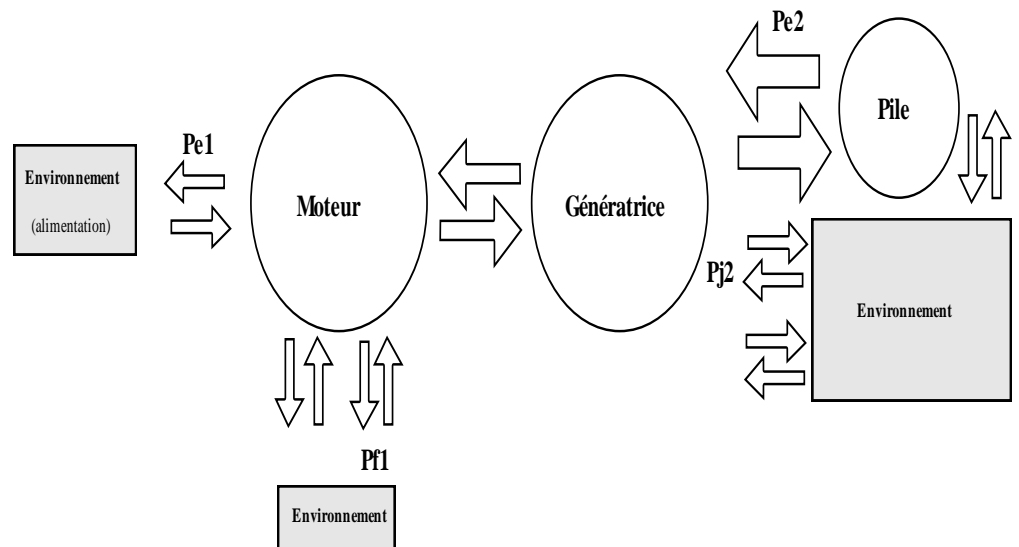 Pe2
Pile
Pe1
Environnement
(alimentation)
Moteur
Génératrice
Pj2
Environnement
Pf1
Environnement